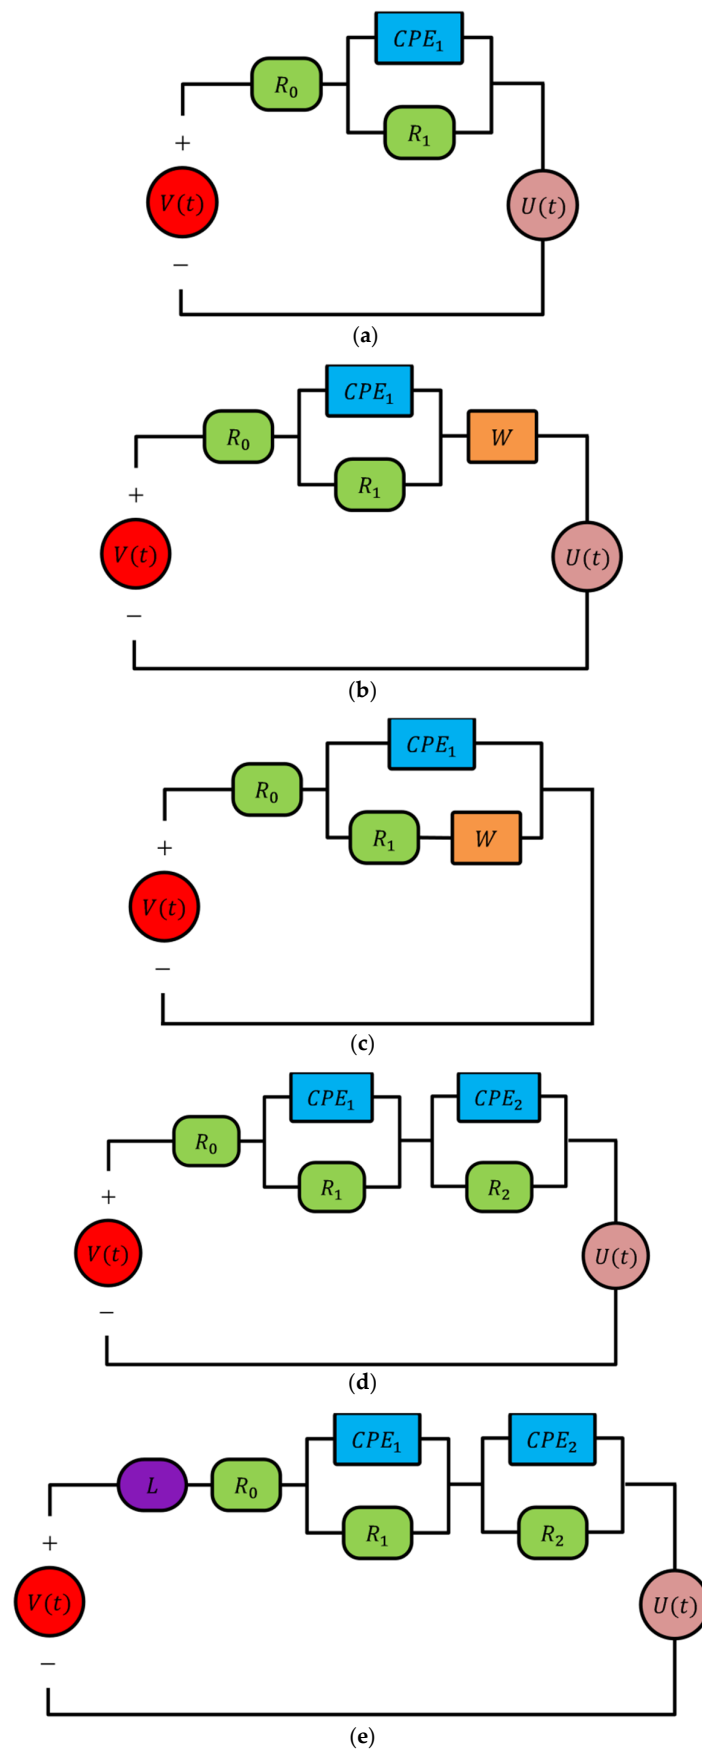 CPE₁
R₀
R₁
+
V(t)
U(t)
−
(a)
CPE₁
R₀
W
R₁
+
V(t)
U(t)
−
(b)
CPE₁
R₀
R₁ W
+
V(t)
−
(c)
CPE₁ CPE₂
R₀
R₁ R₂
+
V(t)
U(t)
−
(d)
CPE₁ CPE₂
L R₀
R₁ R₂
+
V(t)
U(t)
−
(e)